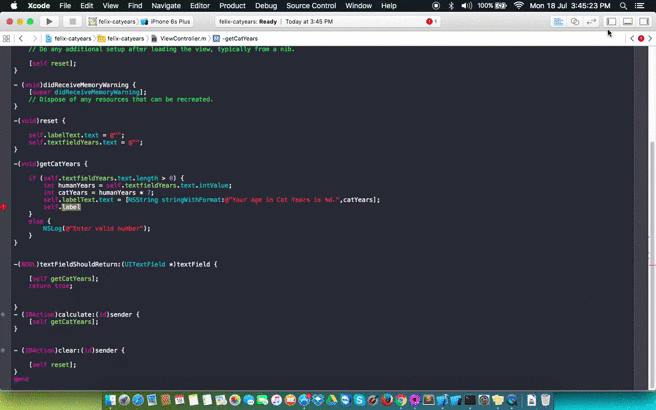 Xcode File Edit View Find Navigate Editor Product Debug Source Control Window 100% Mon 18 Jul 3:45:23 PM
felix-catyears iPhone 6s Plus felix-catyears: Ready | Today at 3:45 PM 1
felix-catyears felix-catyears ViewController.m -getCatYears
// Do any additional setup after loading the view, typically from a nib.
[self reset];
}
- (void)didReceiveMemoryWarning {
[super didReceiveMemoryWarning];
// Dispose of any resources that can be recreated.
}
-(void)reset {
self.labelText.text = @"";
self.textfieldYears.text = @"";
}
-(void)getCatYears {
if (self.textfieldYears.text.length > 0) {
int humanYears = self.textfieldYears.text.intValue;
int catYears = humanYears * 7;
self.labelText.text = [NSString stringWithFormat:@"Your age in Cat Years is %d.",catYears];
self.label
}
else {
NSLog(@"Enter valid number");
}
}
-(BOOL)textFieldShouldReturn:(UITextField *)textField {
[self getCatYears];
return true;
}
- (IBAction)calculate:(id)sender {
[self getCatYears];
}
- (IBAction)clear:(id)sender {
[self reset];
}
@end